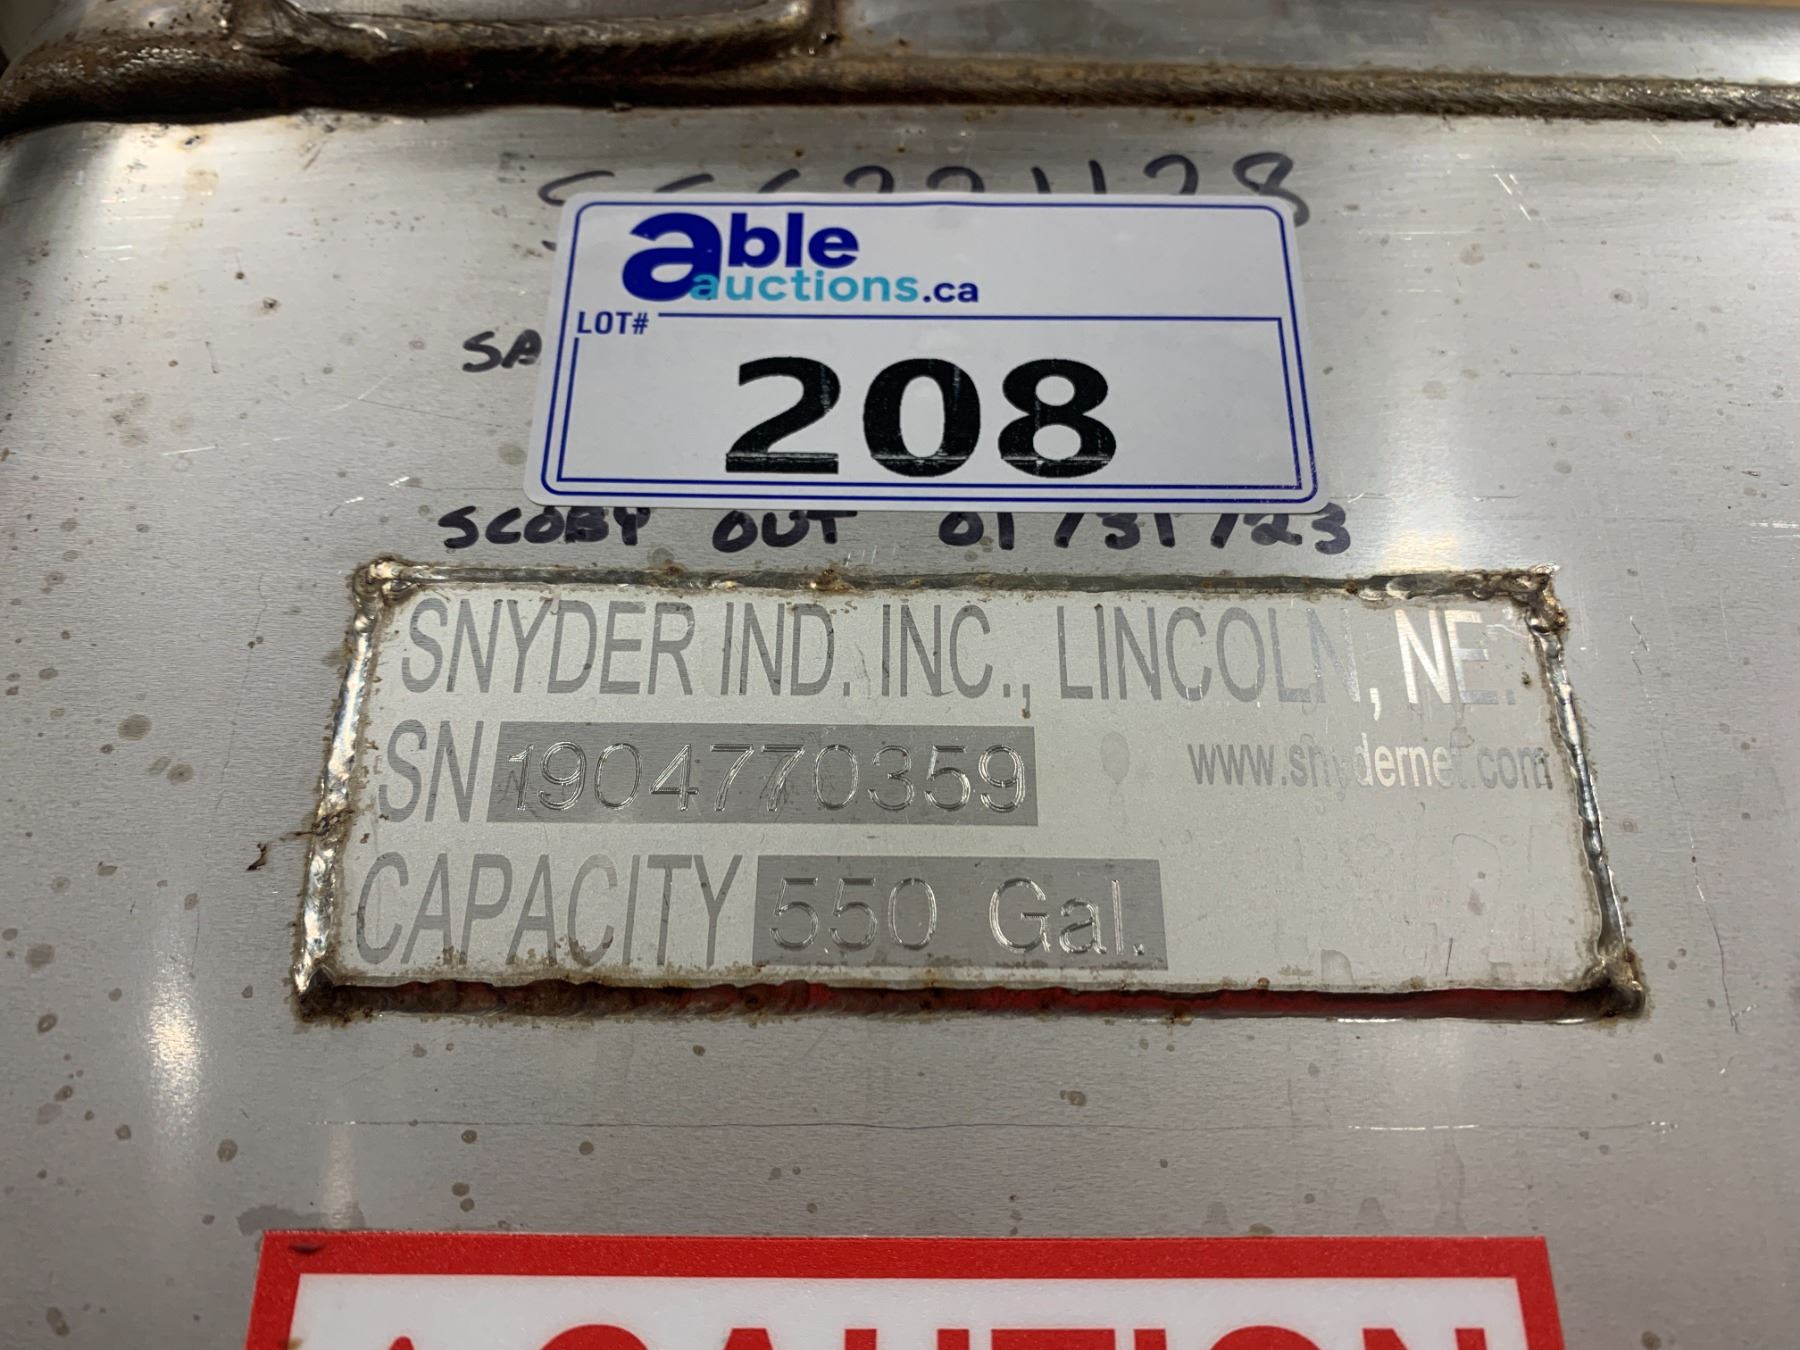 able
auctions.ca
LOT#
208
SCOBY OUT 01/31/23
SNYDER IND. INC., LINCOLN, NE.
SN 1904770359
www.snydernet.com
CAPACITY 550 Gal.
CAUTION